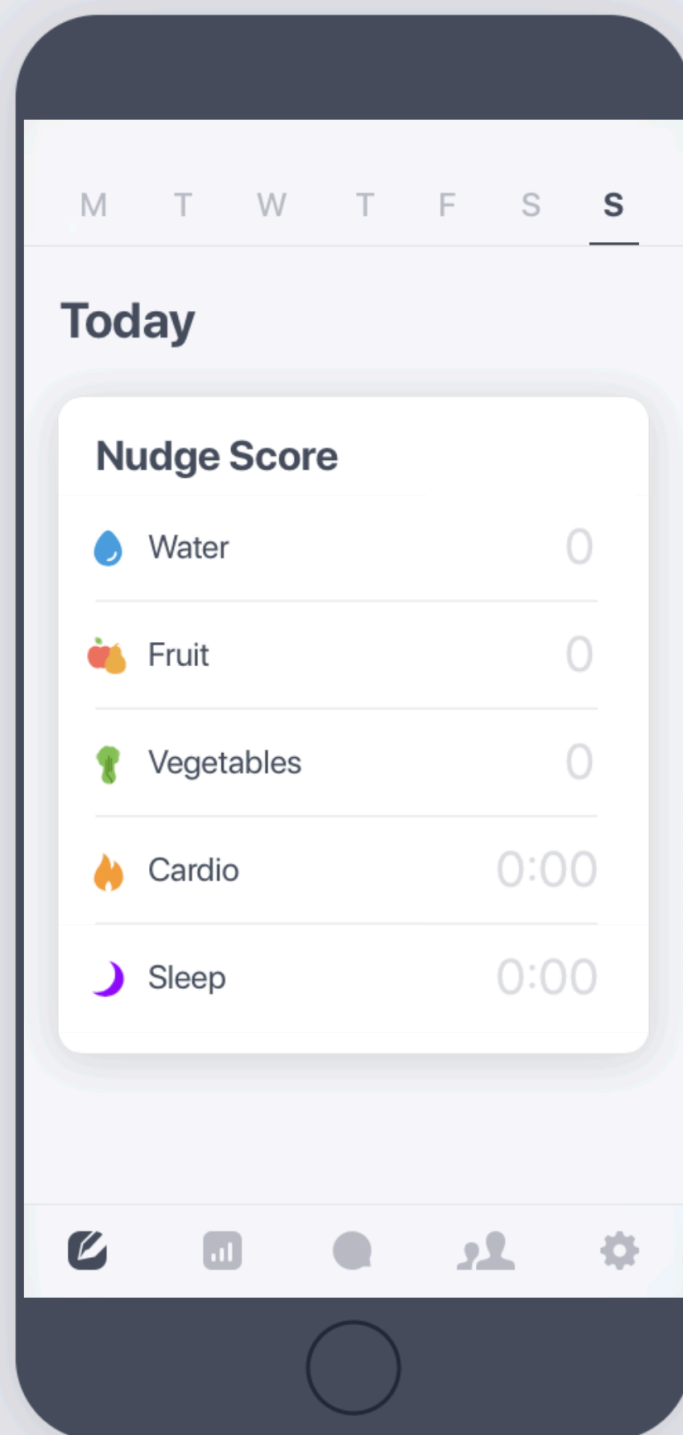 M T W T F S S
Today
Nudge Score
Water 0
Fruit 0
Vegetables 0
Cardio 0:00
Sleep 0:00